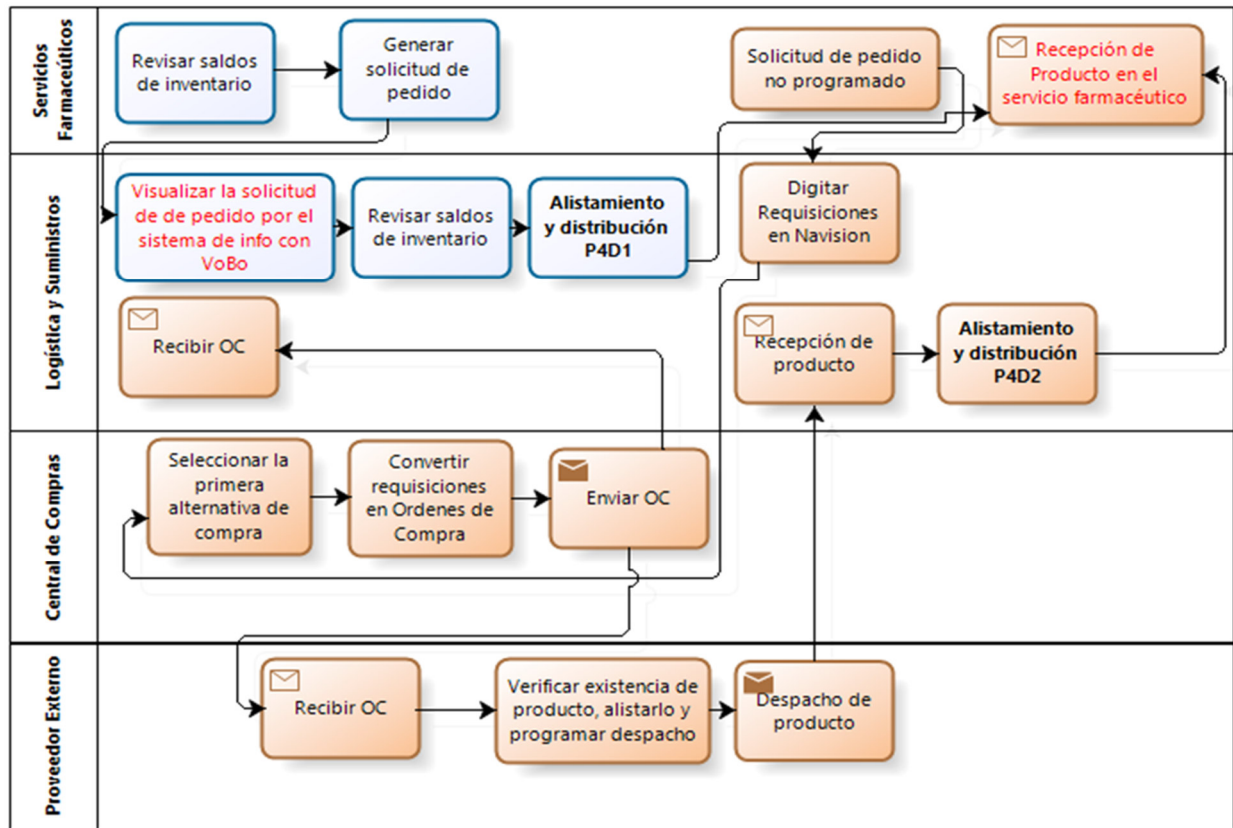 Servicios
Farmaceúticos
Revisar saldos
de inventario
Generar
solicitud de
pedido
Solicitud de pedido
no programado
Recepción de
Producto en el
servicio farmacéutico
Logística y Suministros
Visualizar la solicitud
de de pedido por el
sistema de info con
VoBo
Revisar saldos
de inventario
Alistamiento
y distribución
P4D1
Digitar
Requisiciones
en Navision
Recibir OC
Recepción de
producto
Alistamiento
y distribución
P4D2
Central de Compras
Seleccionar la
primera
alternativa de
compra
Convertir
requisiciones
en Ordenes de
Compra
Enviar OC
Proveedor Externo
Recibir OC
Verificar existencia de
producto, alistarlo y
programar despacho
Despacho de
producto